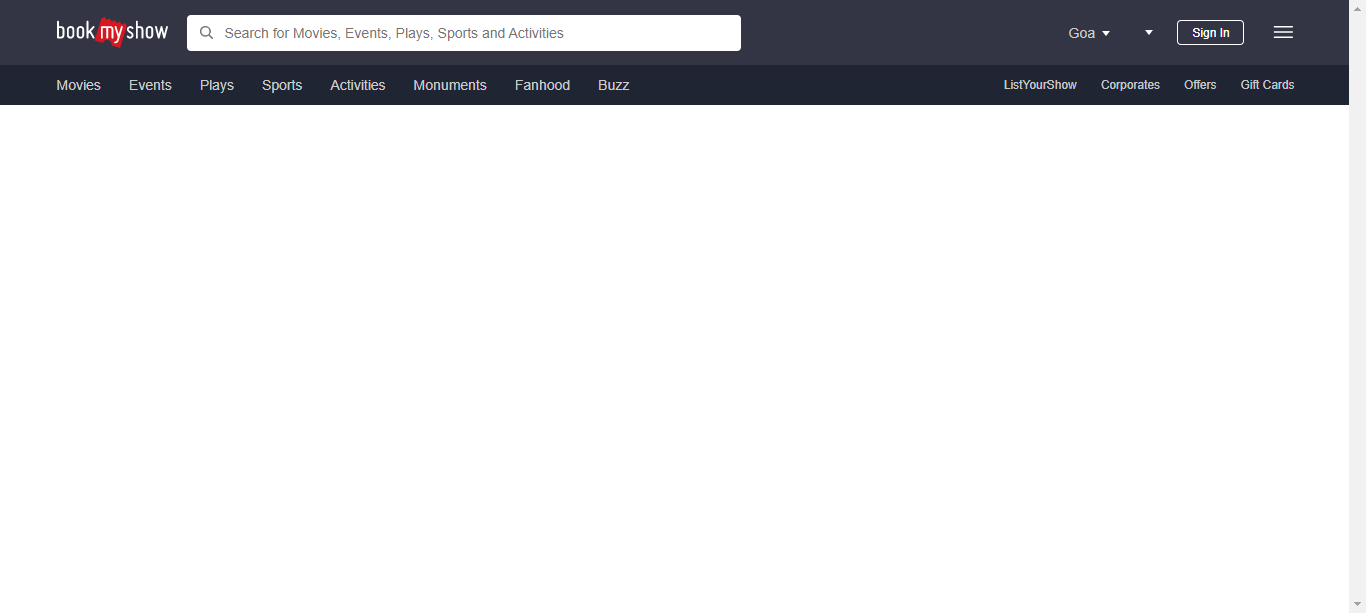 book my show
Search for Movies, Events, Plays, Sports and Activities
Goa
Sign In
Movies Events Plays Sports Activities Monuments Fanhood Buzz
ListYourShow Corporates Offers Gift Cards